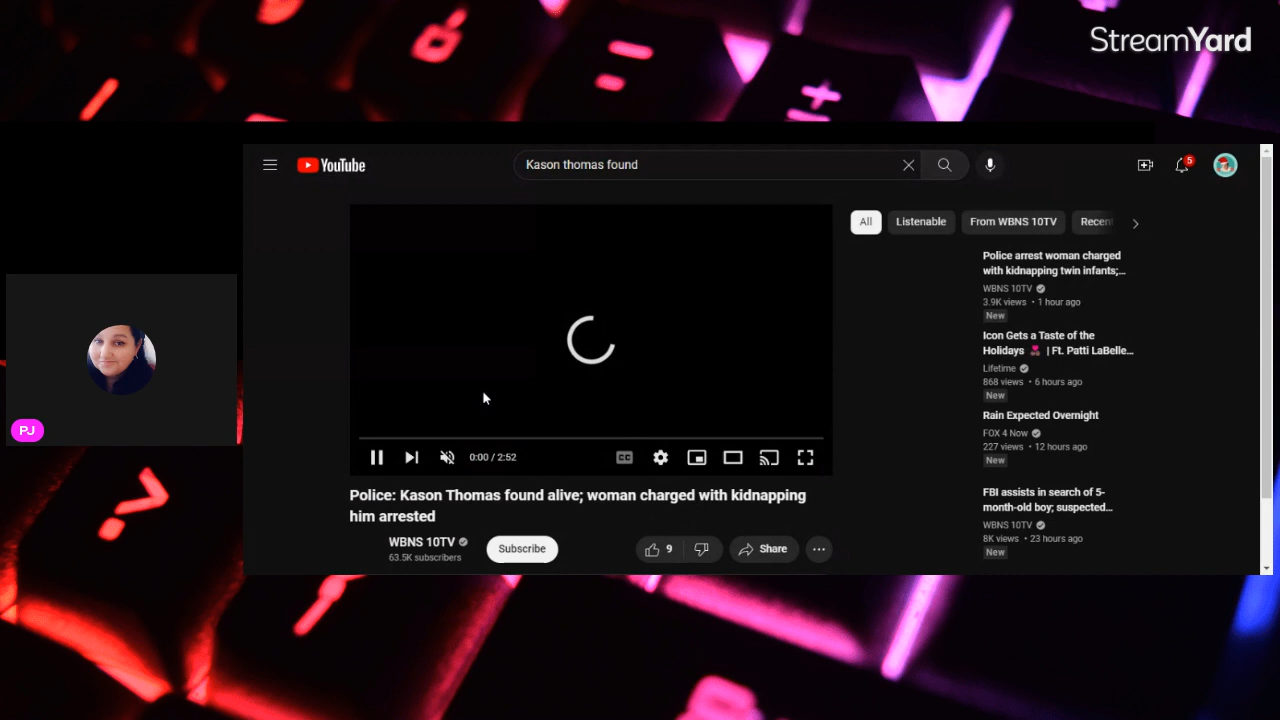 StreamYard
YouTube
Kason thomas found
5
All
Listenable
From WBNS 10TV
Recen
Police arrest woman charged
with kidnapping twin infants;...
WBNS 10TV
3.9K views • 1 hour ago
New
Icon Gets a Taste of the
Holidays | Ft. Patti LaBelle...
Lifetime
868 views • 6 hours ago
New
Rain Expected Overnight
FOX 4 Now
227 views • 12 hours ago
New
FBI assists in search of 5-
month-old boy; suspected...
WBNS 10TV
8K views • 23 hours ago
New
PJ
CC
0:00 / 2:52
Police: Kason Thomas found alive; woman charged with kidnapping
him arrested
WBNS 10TV
63.5K subscribers
Subscribe
9
Share